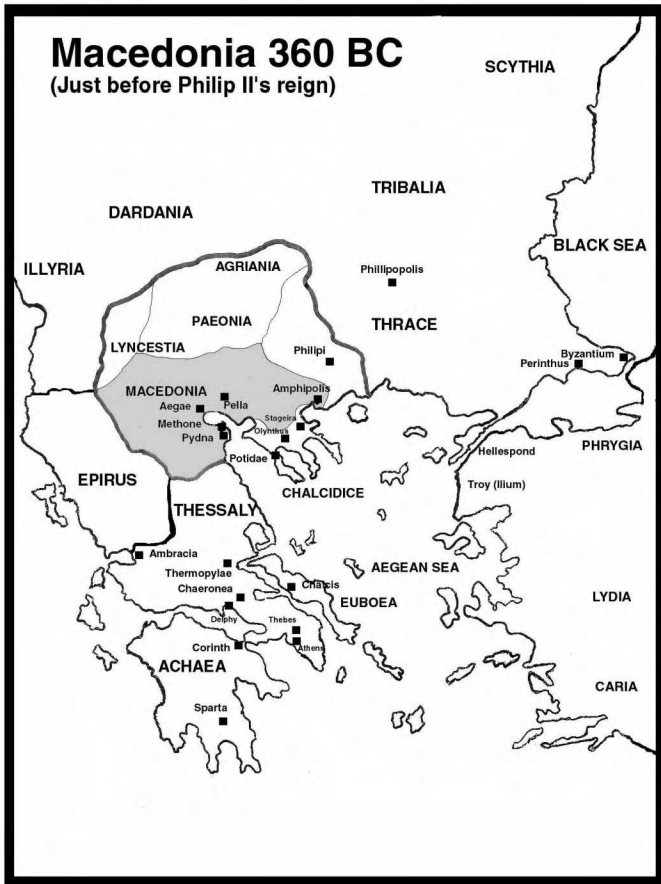 Macedonia 360 BC
(Just before Philip II's reign)
SCYTHIA
TRIBALIA
DARDANIA
BLACK SEA
ILLYRIA
AGRIANIA
Phillipopolis
PAEONIA
THRACE
LYNCESTIA
Philipi
Byzantium
Perinthus
MACEDONIA
Amphipolis
Aegae
Pella
Stageira
Methone
Olynthus
Pydna
PHRYGIA
Hellespond
Potidae
EPIRUS
Troy (Ilium)
CHALCIDICE
THESSALY
Ambracia
Thermopylae
AEGEAN SEA
Chalcis
Chaeronea
EUBOEA
LYDIA
Delphy
Thebes
Corinth
Athens
ACHAEA
CARIA
Sparta